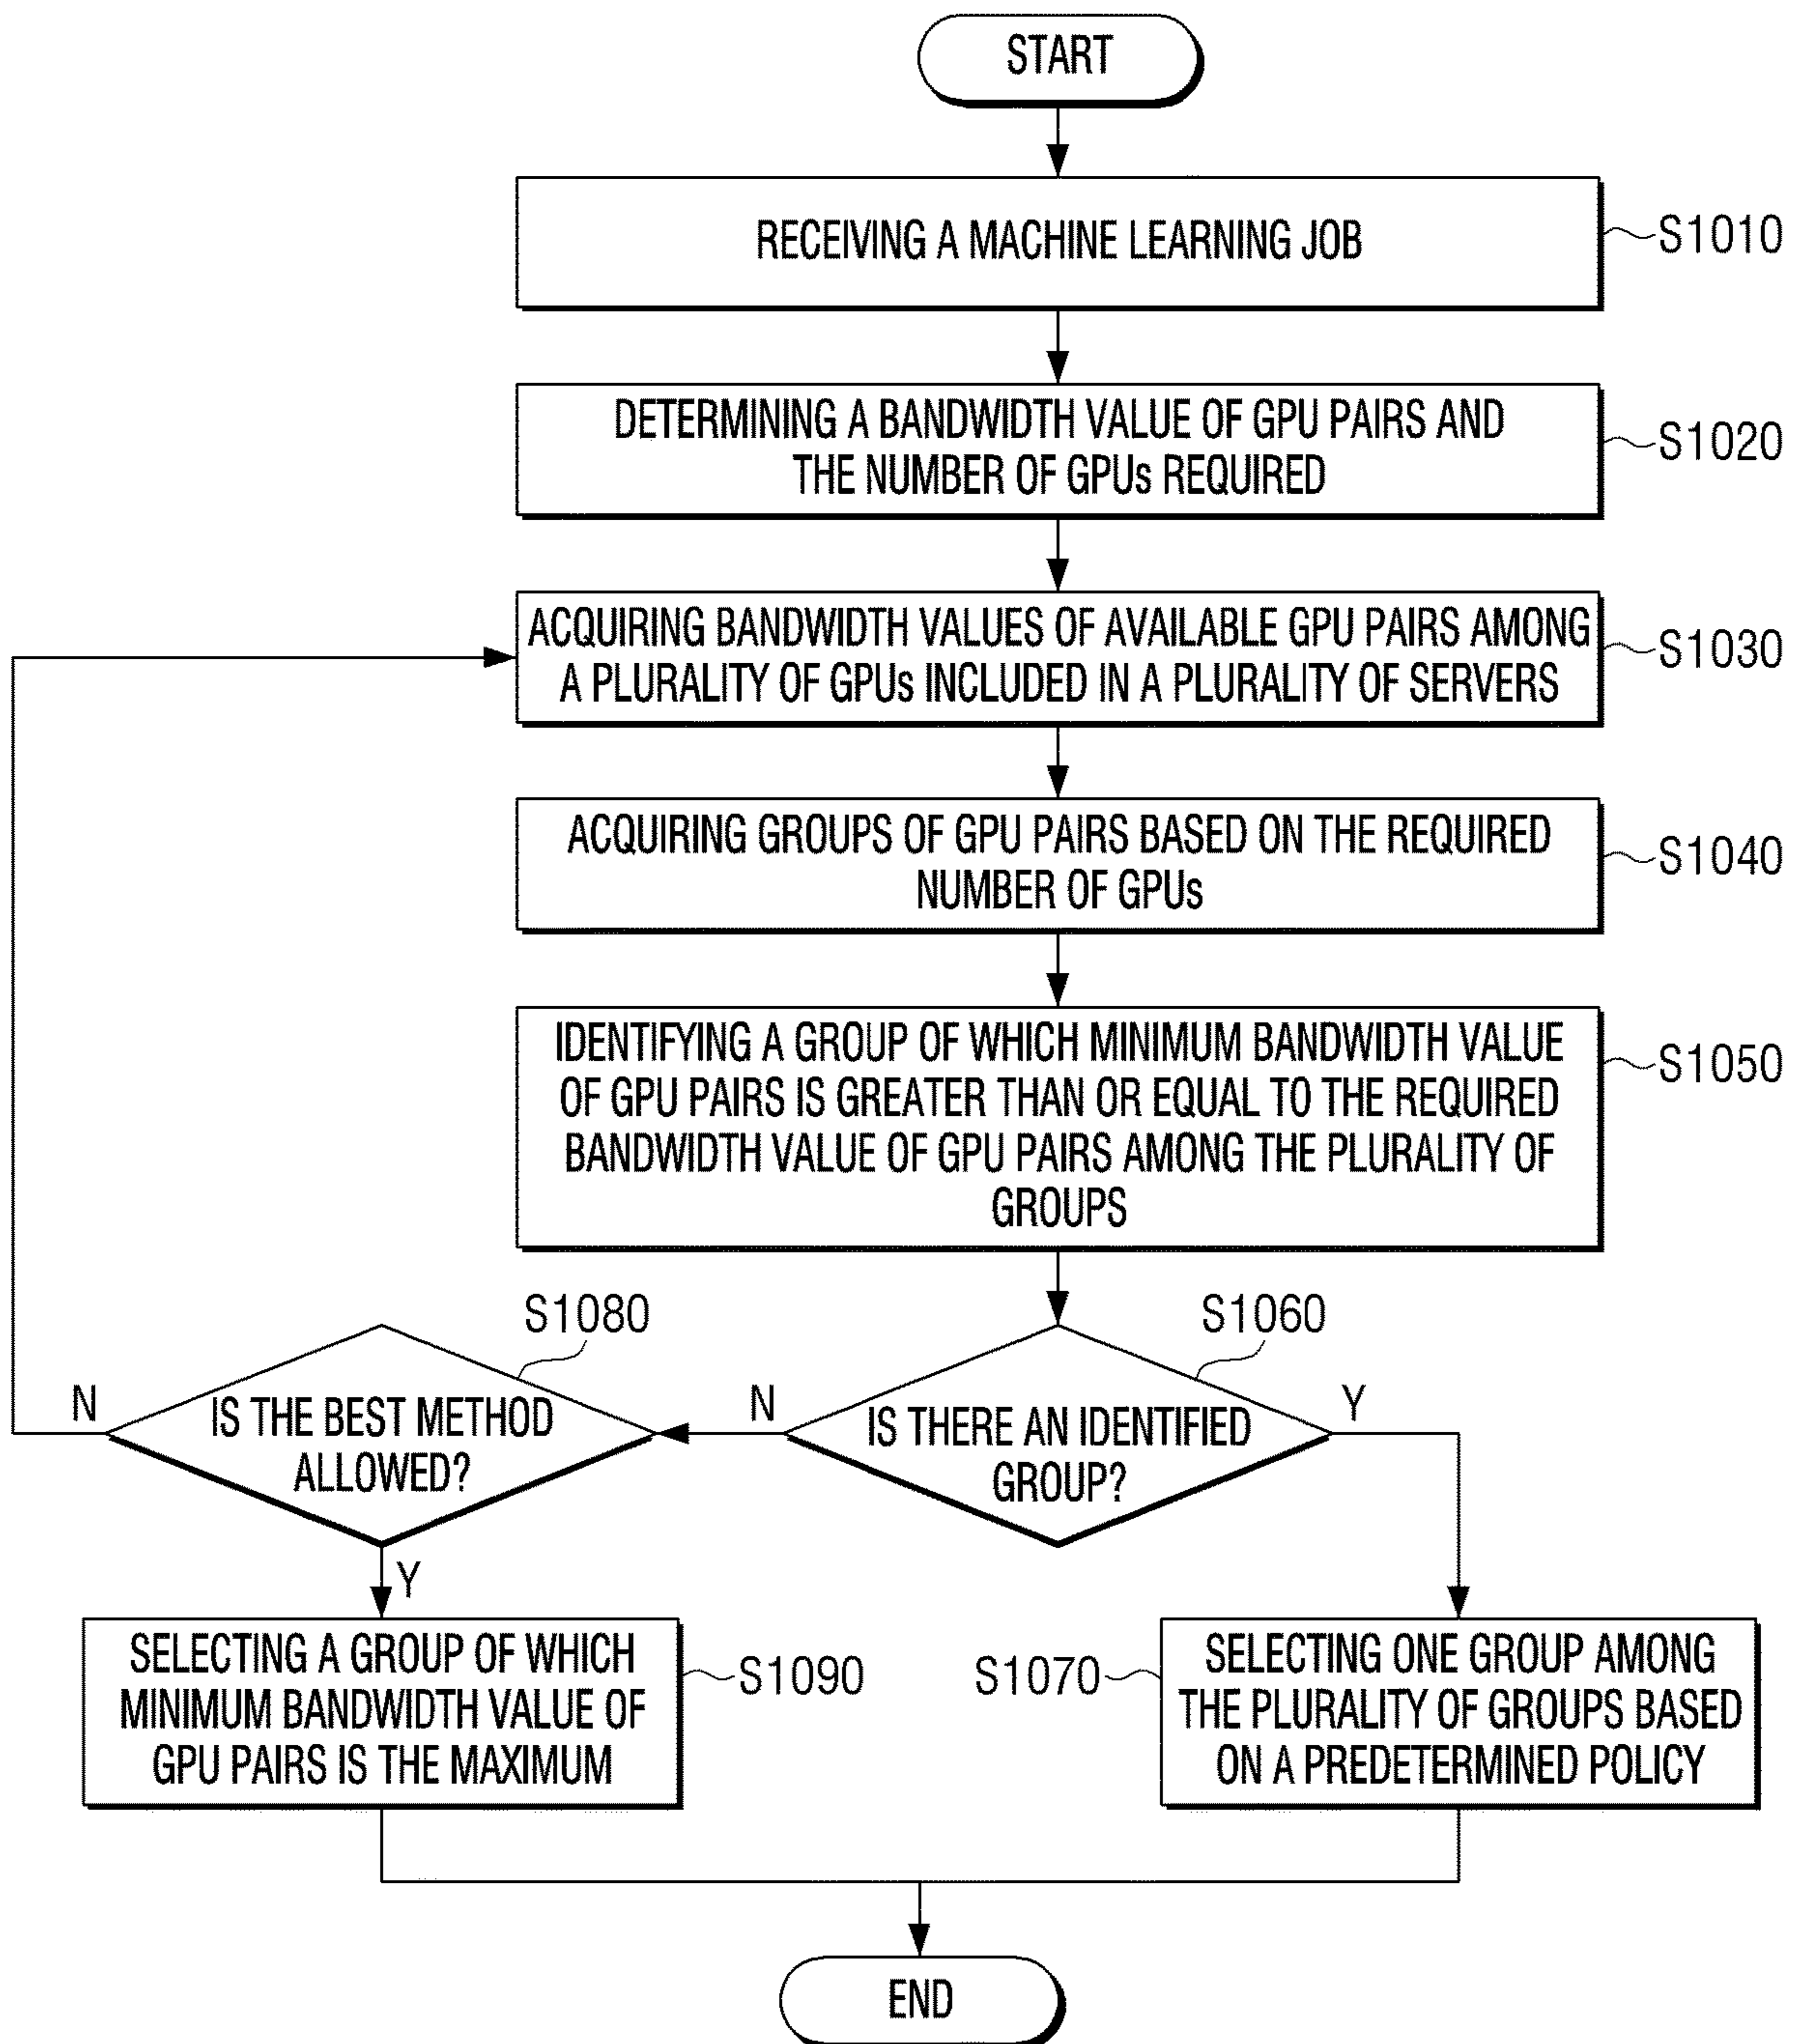 START
RECEIVING A MACHINE LEARNING JOB
S1010
DETERMINING A BANDWIDTH VALUE OF GPU PAIRS AND
THE NUMBER OF GPUs REQUIRED
S1020
ACQUIRING BANDWIDTH VALUES OF AVAILABLE GPU PAIRS AMONG
A PLURALITY OF GPUs INCLUDED IN A PLURALITY OF SERVERS
S1030
ACQUIRING GROUPS OF GPU PAIRS BASED ON THE REQUIRED
NUMBER OF GPUs
S1040
IDENTIFYING A GROUP OF WHICH MINIMUM BANDWIDTH VALUE
OF GPU PAIRS IS GREATER THAN OR EQUAL TO THE REQUIRED
BANDWIDTH VALUE OF GPU PAIRS AMONG THE PLURALITY OF
GROUPS
S1050
S1080
S1060
N
IS THE BEST METHOD
ALLOWED?
N
IS THERE AN IDENTIFIED
GROUP?
Y
Y
SELECTING A GROUP OF WHICH
MINIMUM BANDWIDTH VALUE OF
GPU PAIRS IS THE MAXIMUM
S1090
S1070
SELECTING ONE GROUP AMONG
THE PLURALITY OF GROUPS BASED
ON A PREDETERMINED POLICY
END